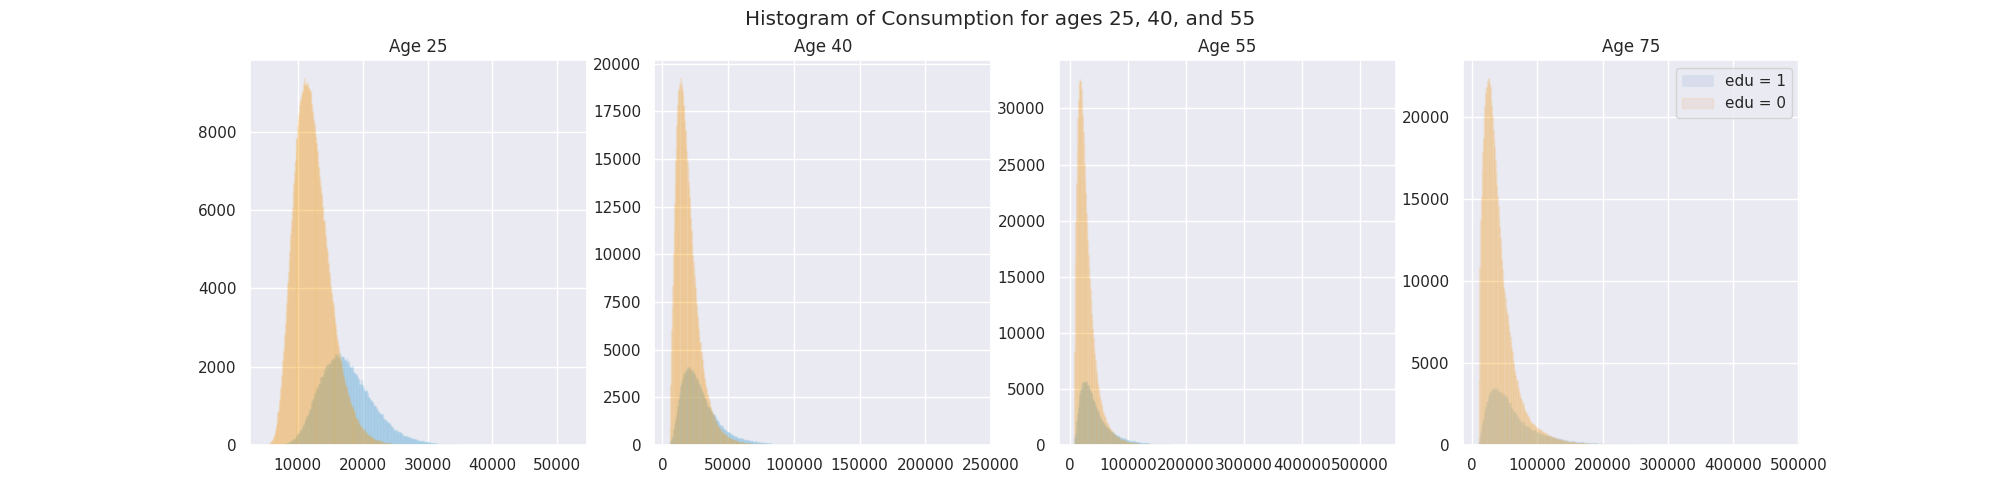 Histogram of Consumption for ages 25, 40, and 55
Age 25
8000
6000
4000
2000
0
10000 20000 30000 40000 50000
Age 40
20000
17500
15000
12500
10000
7500
5000
2500
0
0 50000 100000 150000 200000 250000
Age 55
30000
25000
20000
15000
10000
5000
0
0 100000 200000 300000 400000 500000
Age 75
edu = 1
edu = 0
20000
15000
10000
5000
0
0 100000 200000 300000 400000 500000